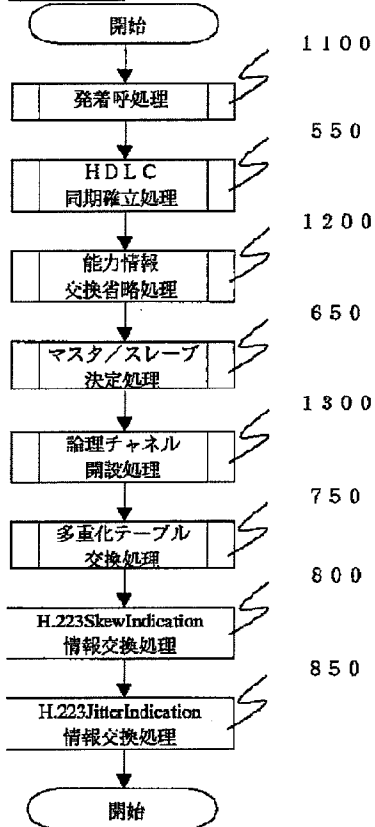 開始
1100
発着呼処理
550
HDLC
同期確立処理
1200
能力情報
交換省略処理
650
マスタ／スレーブ
決定処理
1300
論理チャネル
開設処理
750
多重化テーブル
交換処理
800
H.223SkewIndication
情報交換処理
850
H.223JitterIndication
情報交換処理
開始